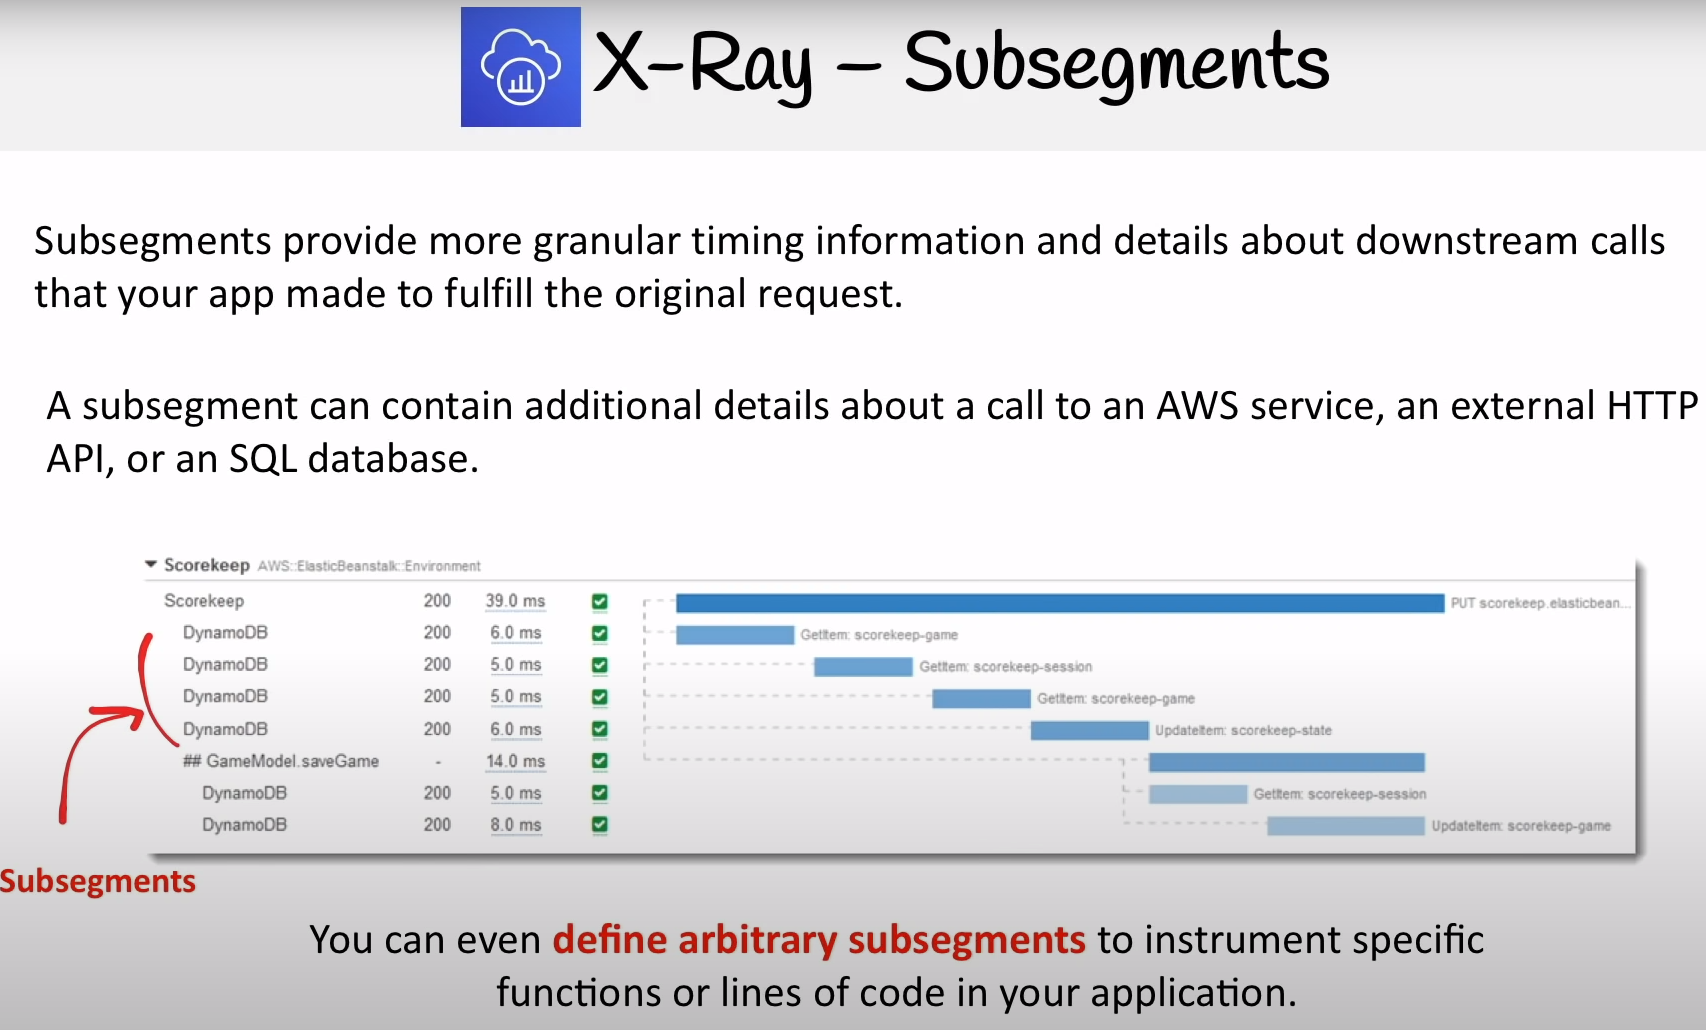 X-Ray – Subsegments
Subsegments provide more granular timing information and details about downstream calls
that your app made to fulfill the original request.
A subsegment can contain additional details about a call to an AWS service, an external HTTP
API, or an SQL database.
Scorekeep AWS::ElasticBeanstalk::Environment
Scorekeep 200 39.0 ms PUT scorekeep.elasticbean...
DynamoDB 200 6.0 ms GetItem: scorekeep-game
DynamoDB 200 5.0 ms GetItem: scorekeep-session
DynamoDB 200 5.0 ms GetItem: scorekeep-game
DynamoDB 200 6.0 ms UpdateItem: scorekeep-state
## GameModel.saveGame - 14.0 ms
DynamoDB 200 5.0 ms GetItem: scorekeep-session
DynamoDB 200 8.0 ms UpdateItem: scorekeep-game
Subsegments
You can even define arbitrary subsegments to instrument specific
functions or lines of code in your application.